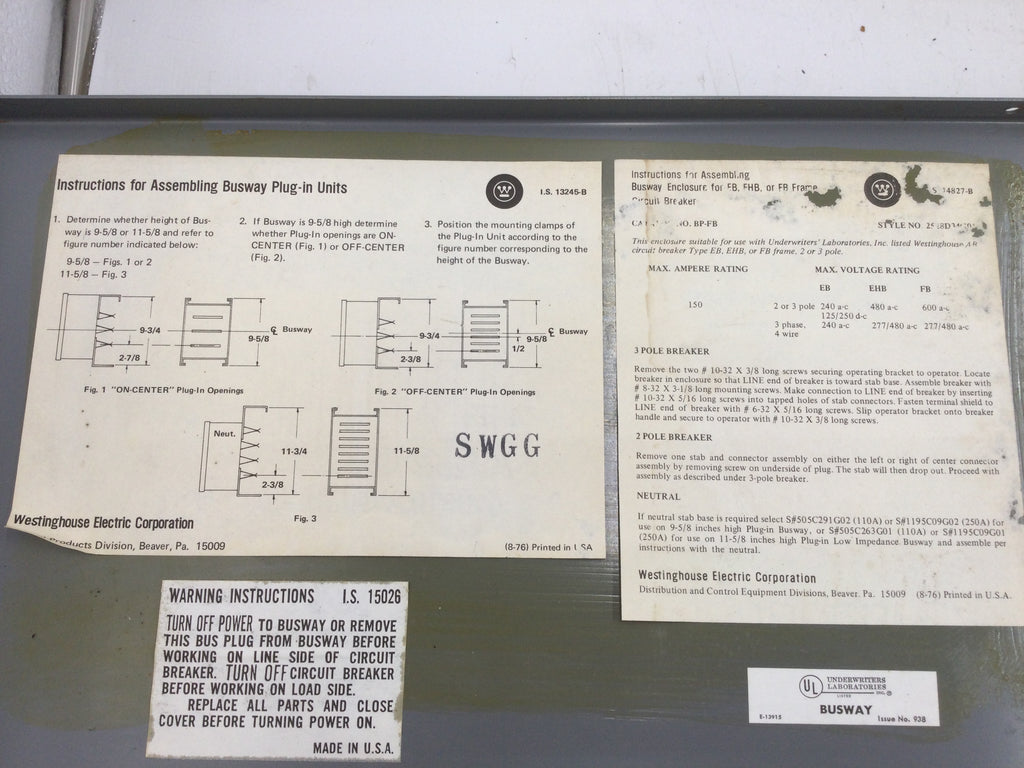 Instructions for Assembling Busway Plug-in Units
I.S. 13245-B
1. Determine whether height of Bus-
way is 9-5/8 or 11-5/8 and refer to
figure number indicated below:
9-5/8 — Figs. 1 or 2
11-5/8 — Fig. 3
2. If Busway is 9-5/8 high determine
whether Plug-In openings are ON-
CENTER (Fig. 1) or OFF-CENTER
(Fig. 2).
3. Position the mounting clamps of
the Plug-In Unit according to the
figure number corresponding to the
height of the Busway.
9-3/4
2-7/8
℄ Busway
9-5/8
Fig. 1 "ON-CENTER" Plug-In Openings
9-3/4
2-3/8
℄ Busway
9-5/8
1/2
Fig. 2 "OFF-CENTER" Plug-In Openings
Neut.
11-3/4
2-3/8
11-5/8
Fig. 3
SWGG
Westinghouse Electric Corporation
Products Division, Beaver, Pa. 15009
(8-76) Printed in USA
Instructions for Assembling
Busway Enclosure for EB, EHB, or FB Frame
Circuit Breaker
14827-B
NO. BP-FB
STYLE NO.
This enclosure suitable for use with Underwriters' Laboratories, Inc. listed Westinghouse AB
circuit breaker Type EB, EHB, or FB frame, 2 or 3 pole.
MAX. AMPERE RATING
MAX. VOLTAGE RATING
EB EHB FB
150
2 or 3 pole 240 a-c 480 a-c 600 a-c
125/250 d-c
3 phase, 240 a-c 277/480 a-c 277/480 a-c
4 wire
3 POLE BREAKER
Remove the two # 10-32 X 3/8 long screws securing operating bracket to operator. Locate
breaker in enclosure so that LINE end of breaker is toward stab base. Assemble breaker with
# 8-32 X 3-1/8 long mounting screws. Make connection to LINE end of breaker by inserting
# 10-32 X 5/16 long screws into tapped holes of stab connectors. Fasten terminal shield to
LINE end of breaker with # 6-32 X 5/16 long screws. Slip operator bracket onto breaker
handle and secure to operator with # 10-32 X 3/8 long screws.
2 POLE BREAKER
Remove one stab and connector assembly on either the left or right of center connector
assembly by removing screw on underside of plug. The stab will then drop out. Proceed with
assembly as described under 3-pole breaker.
NEUTRAL
If neutral stab base is required select S#505C291G02 (110A) or S#1195C09G02 (250A) for
use on 9-5/8 inches high Plug-in Busway, or S#505C263G01 (110A) or S#1195C09G01
(250A) for use on 11-5/8 inches high Plug-in Low Impedance Busway and assemble per
instructions with the neutral.
Westinghouse Electric Corporation
Distribution and Control Equipment Divisions, Beaver, Pa. 15009 (8-76) Printed in U.S.A.
WARNING INSTRUCTIONS I.S. 15026
TURN OFF POWER TO BUSWAY OR REMOVE
THIS BUS PLUG FROM BUSWAY BEFORE
WORKING ON LINE SIDE OF CIRCUIT
BREAKER. TURN OFF CIRCUIT BREAKER
BEFORE WORKING ON LOAD SIDE.
REPLACE ALL PARTS AND CLOSE
COVER BEFORE TURNING POWER ON.
MADE IN U.S.A.
UL
UNDERWRITERS
LABORATORIES
LISTED INC. ®
BUSWAY
E-13915
Issue No. 938